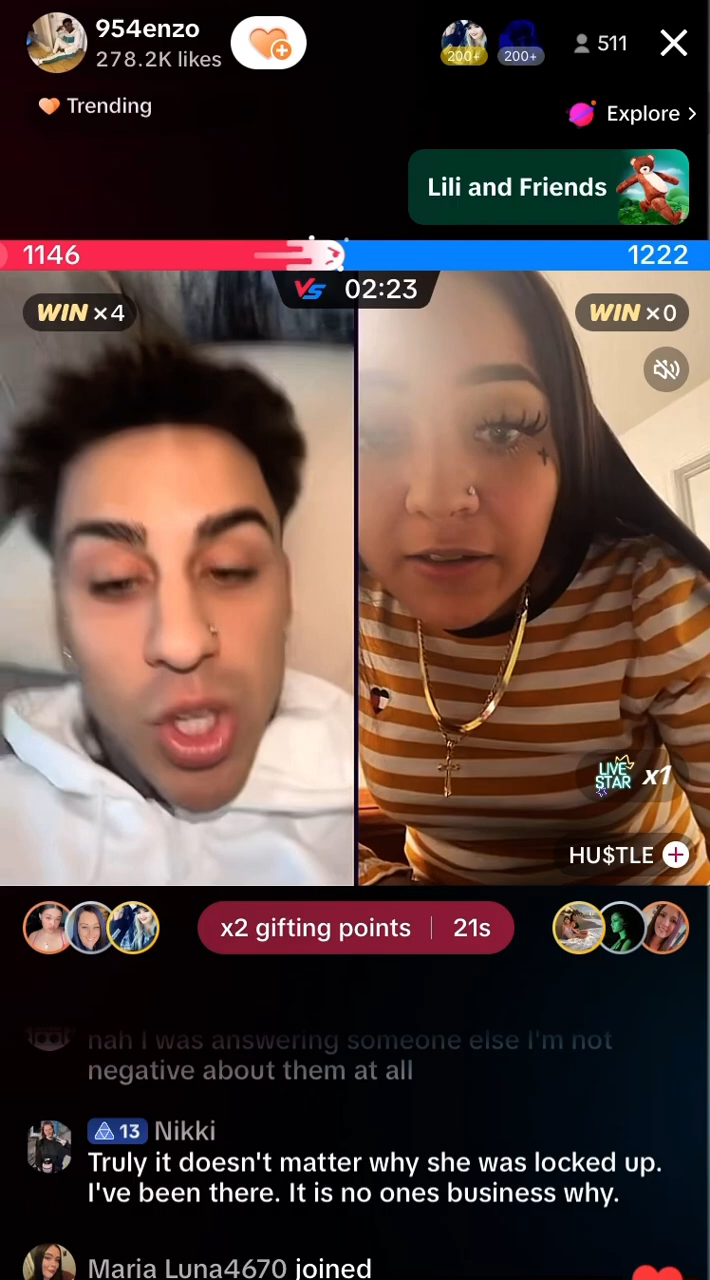 954enzo
278.2K likes
200+
200+
511
Trending
Explore >
Lili and Friends
1146
1222
VS 02:23
WIN ×4
WIN ×0
LIVE
STAR x1
HU$TLE
x2 gifting points | 21s
nah I was answering someone else I'm not
negative about them at all
13 Nikki
Truly it doesn't matter why she was locked up.
I've been there. It is no ones business why.
Maria Luna4670 joined